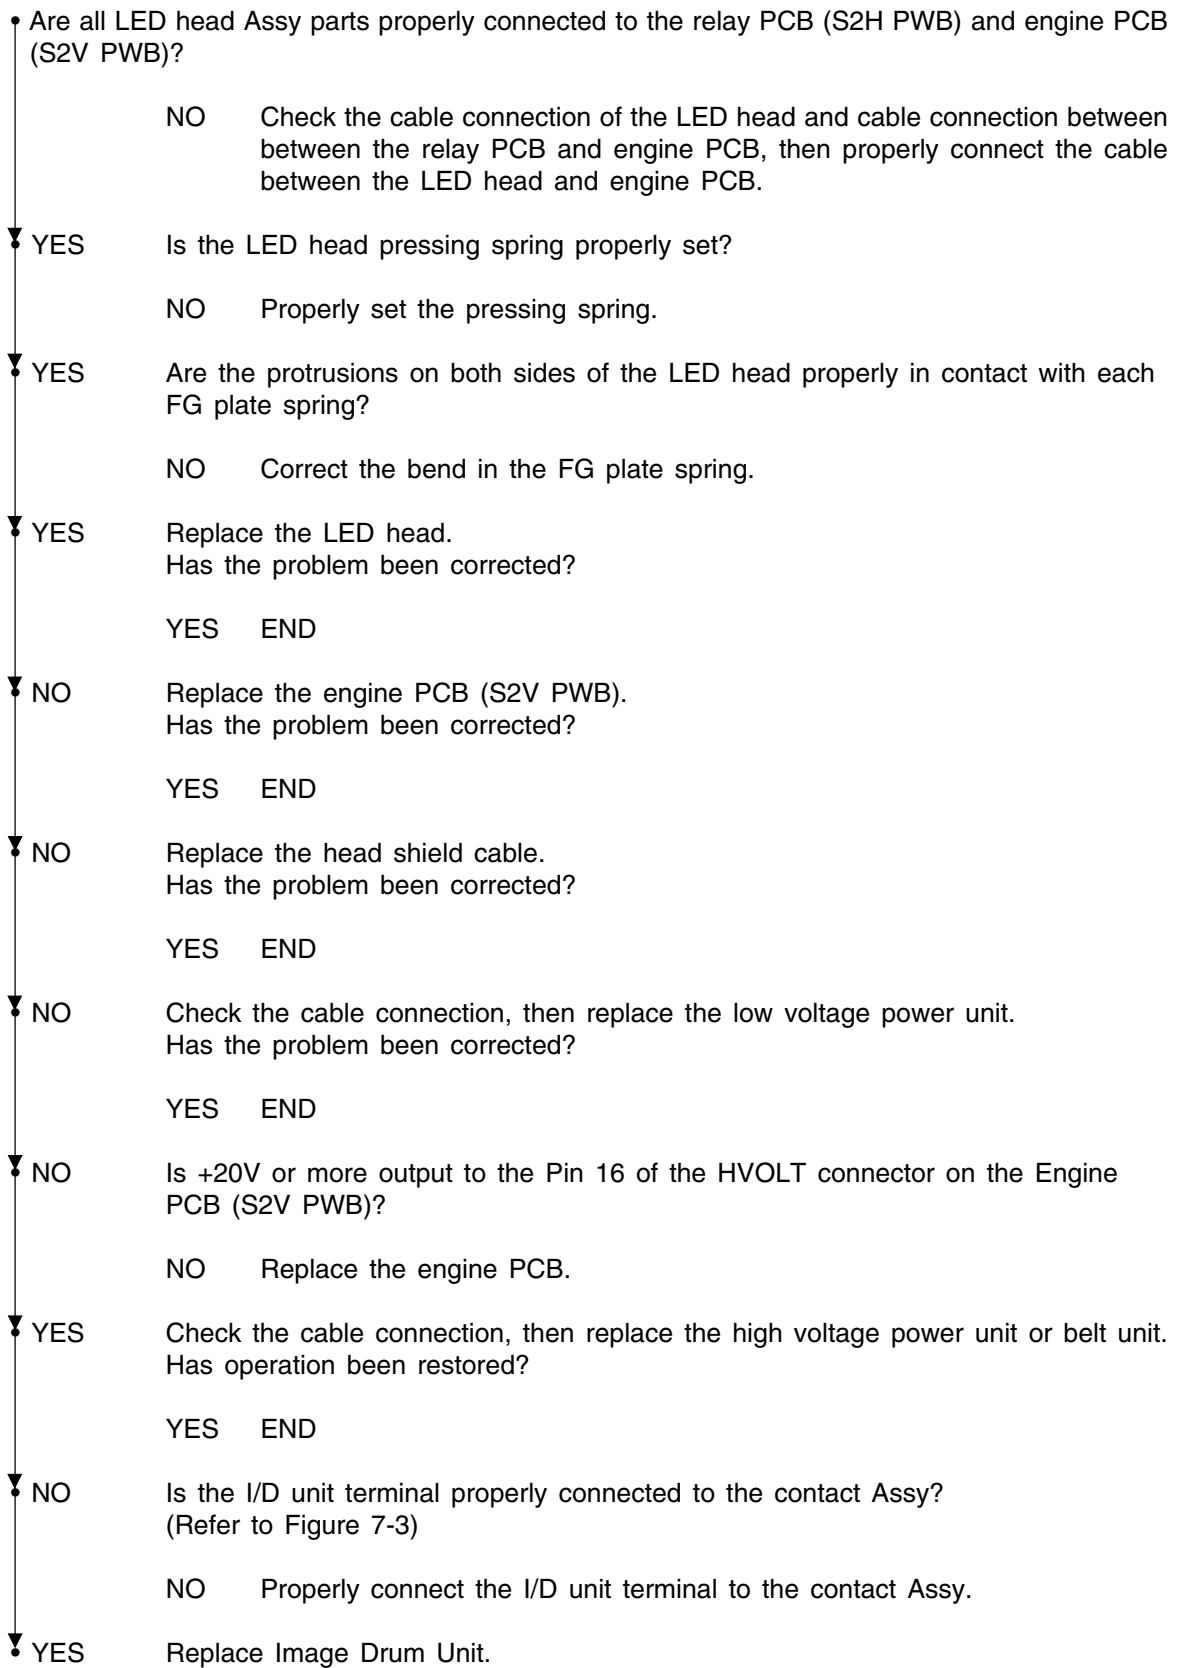 • Are all LED head Assy parts properly connected to the relay PCB (S2H PWB) and engine PCB
(S2V PWB)?
NO Check the cable connection of the LED head and cable connection between
between the relay PCB and engine PCB, then properly connect the cable
between the LED head and engine PCB.
• YES Is the LED head pressing spring properly set?
NO Properly set the pressing spring.
• YES Are the protrusions on both sides of the LED head properly in contact with each
FG plate spring?
NO Correct the bend in the FG plate spring.
• YES Replace the LED head.
Has the problem been corrected?
YES END
• NO Replace the engine PCB (S2V PWB).
Has the problem been corrected?
YES END
• NO Replace the head shield cable.
Has the problem been corrected?
YES END
• NO Check the cable connection, then replace the low voltage power unit.
Has the problem been corrected?
YES END
• NO Is +20V or more output to the Pin 16 of the HVOLT connector on the Engine
PCB (S2V PWB)?
NO Replace the engine PCB.
• YES Check the cable connection, then replace the high voltage power unit or belt unit.
Has operation been restored?
YES END
• NO Is the I/D unit terminal properly connected to the contact Assy?
(Refer to Figure 7-3)
NO Properly connect the I/D unit terminal to the contact Assy.
• YES Replace Image Drum Unit.